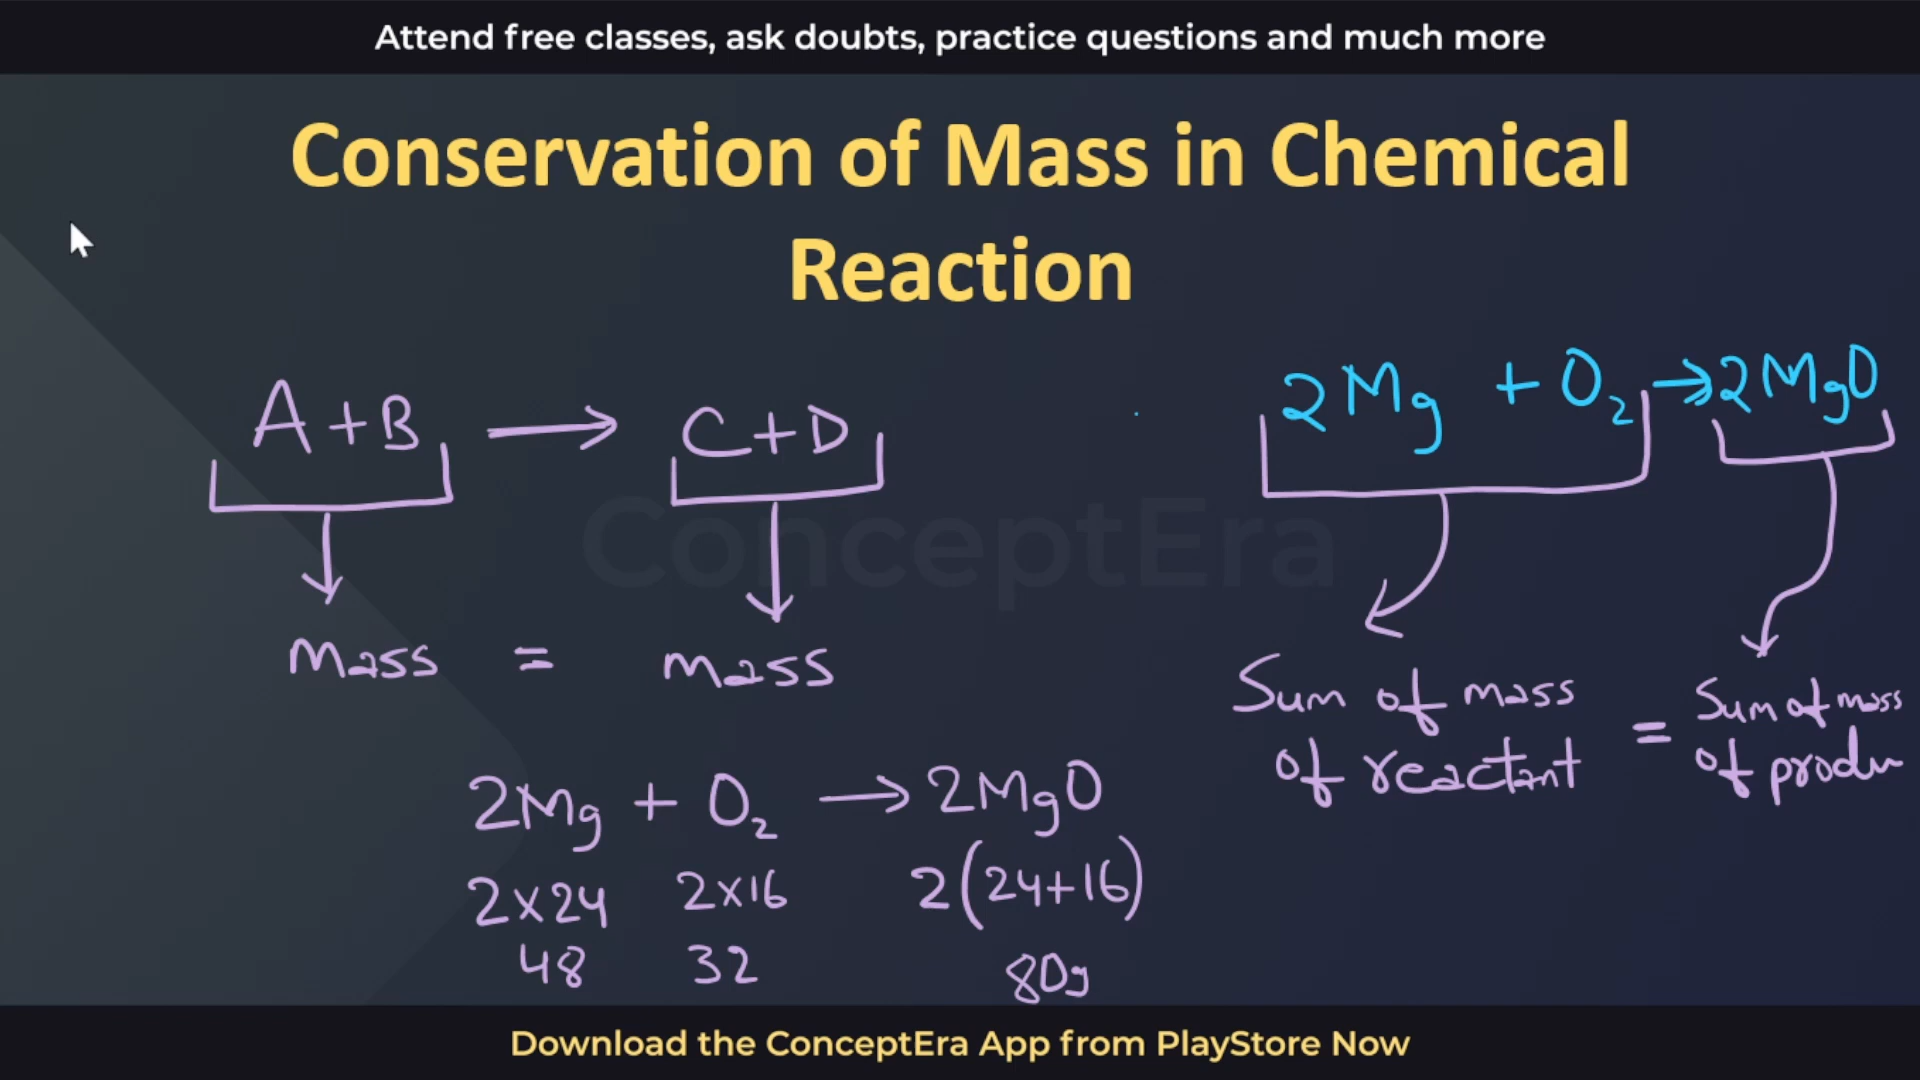 Attend free classes, ask doubts, practice questions and much more
Conservation of Mass in Chemical
Reaction
A+B → C+D
Mass = mass
2Mg + O₂ → 2MgO
Sum of mass
of reactant
=
Sum of mass
of produ
ConceptEra
2Mg + O₂ → 2MgO
2×24 2×16 2(24+16)
48 32 80g
Download the ConceptEra App from PlayStore Now